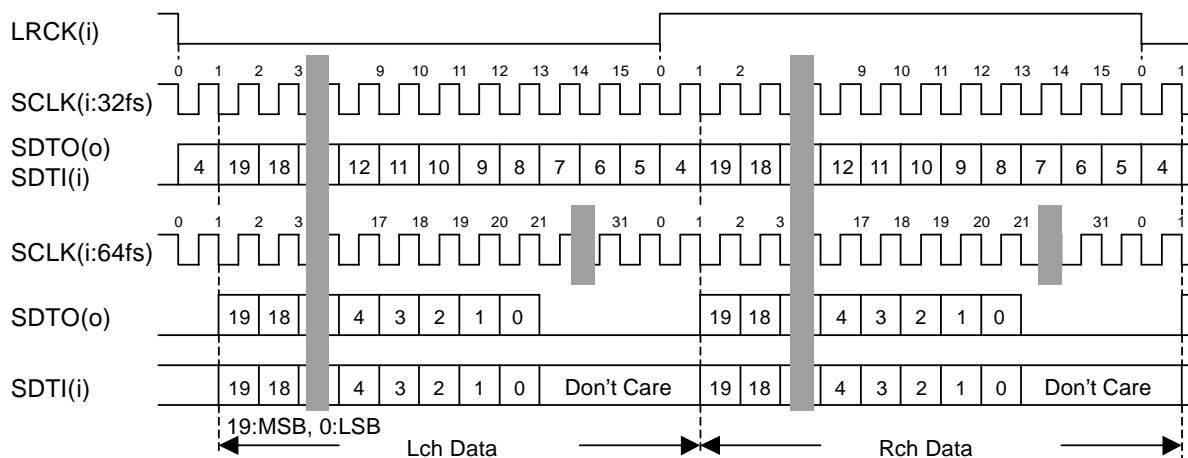 LRCK(i)
0 1 2 3 9 10 11 12 13 14 15 0 1 2 9 10 11 12 13 14 15 0 1
SCLK(i:32fs)
SDTO(o)
SDTI(i)
4 19 18 12 11 10 9 8 7 6 5 4 19 18 12 11 10 9 8 7 6 5 4
0 1 2 3 17 18 19 20 21 31 0 1 2 3 17 18 19 20 21 31 0 1
SCLK(i:64fs)
SDTO(o) 19 18 4 3 2 1 0 19 18 4 3 2 1 0
SDTI(i) 19 18 4 3 2 1 0 Don't Care 19 18 4 3 2 1 0 Don't Care
19:MSB, 0:LSB
Lch Data Rch Data